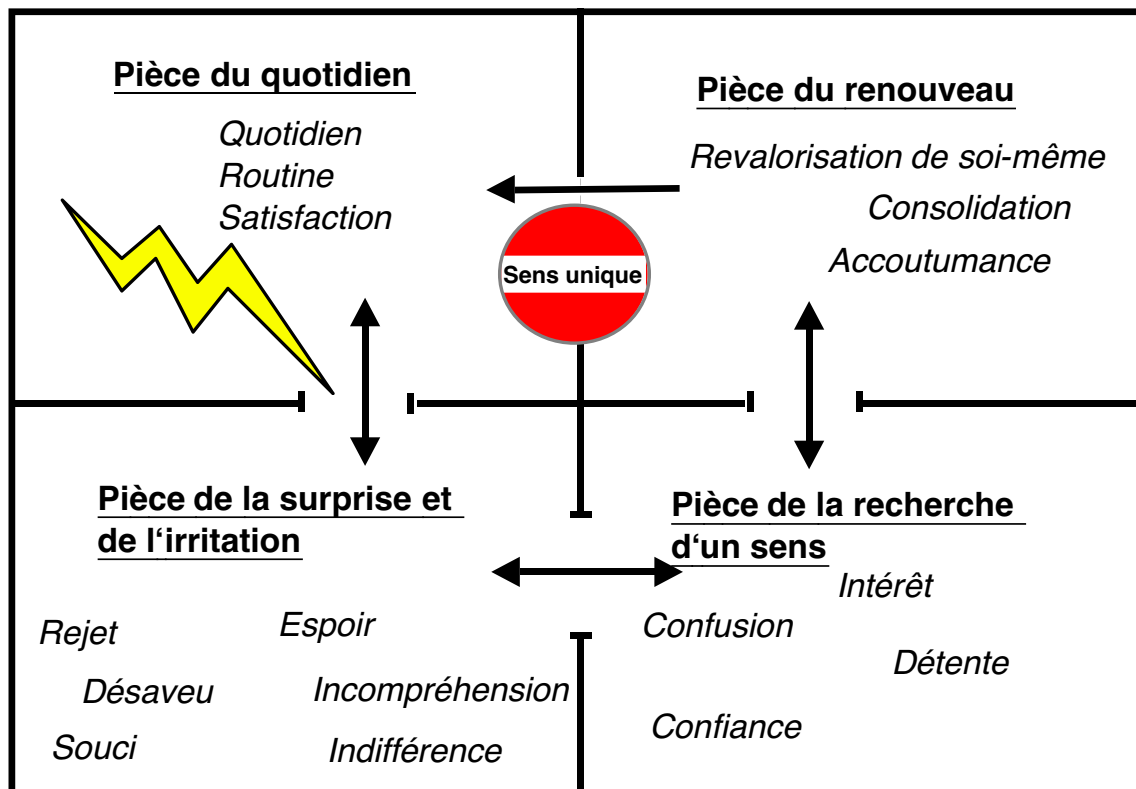 Pièce du quotidien
Quotidien
Routine
Satisfaction
Pièce du renouveau
Revalorisation de soi-même
Consolidation
Accoutumance
Sens unique
Pièce de la surprise et
de l‘irritation
Rejet
Espoir
Désaveu
Incompréhension
Souci
Indifférence
Pièce de la recherche
d‘un sens
Intérêt
Confusion
Détente
Confiance